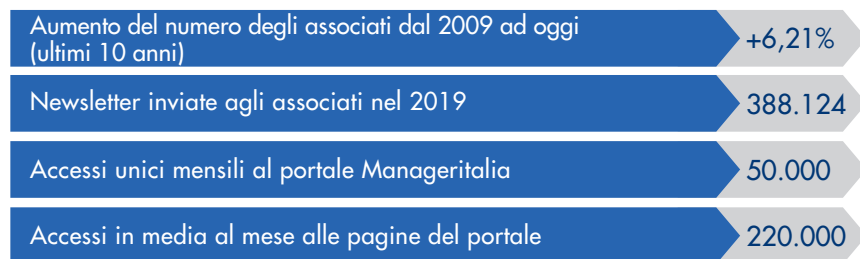 Aumento del numero degli associati dal 2009 ad oggi
(ultimi 10 anni)
+6,21%
Newsletter inviate agli associati nel 2019
388.124
Accessi unici mensili al portale Manageritalia
50.000
Accessi in media al mese alle pagine del portale
220.000